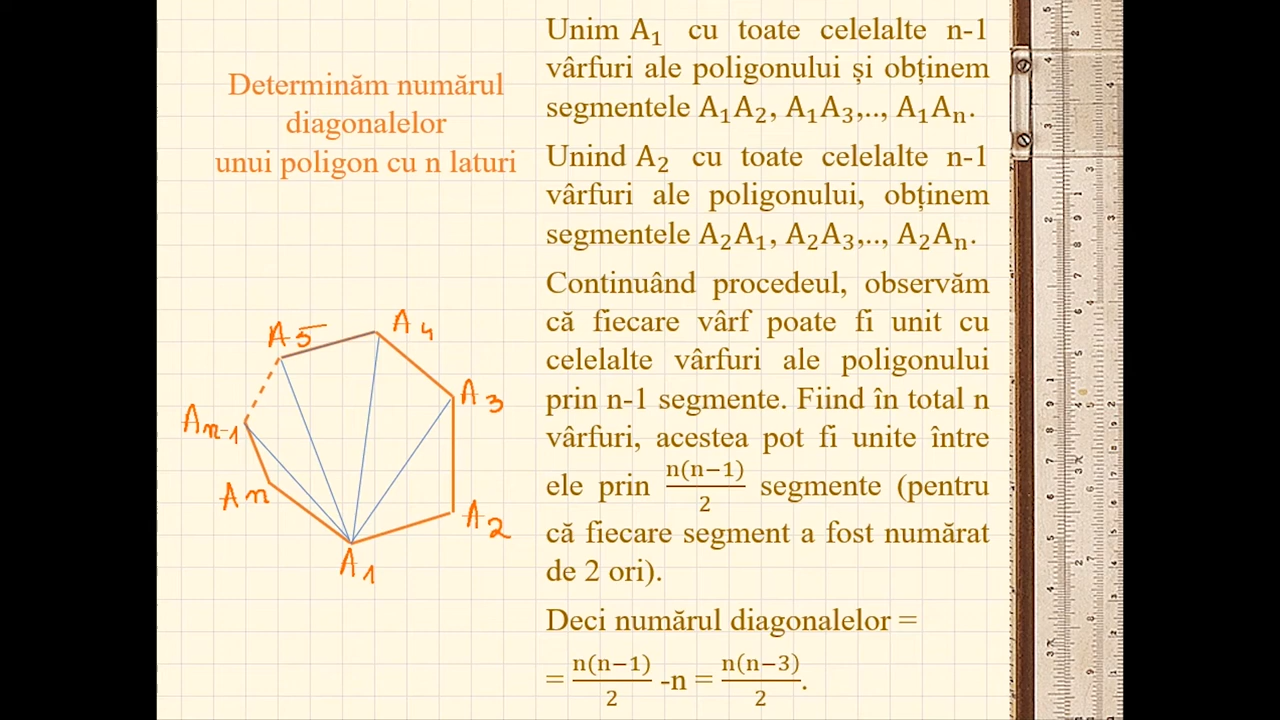 Determinăm numărul
diagonalelor
unui poligon cu n laturi
A5
A4
A3
An-1
An
A2
A1
Unim A₁ cu toate celelalte n-1
vârfuri ale poligonului și obținem
segmentele A₁A₂, A₁A₃,.., A₁Aₙ.
Unind A₂ cu toate celelalte n-1
vârfuri ale poligonului, obținem
segmentele A₂A₁, A₂A₃,.., A₂Aₙ.
Continuând procedeul, observăm
că fiecare vârf poate fi unit cu
celelalte vârfuri ale poligonului
prin n-1 segmente. Fiind în total n
vârfuri, acestea pot fi unite între
ele prin n(n−1)/2 segmente (pentru
că fiecare segment a fost numărat
de 2 ori).
Deci numărul diagonalelor =
= n(n−1)/2 -n = n(n−3)/2.